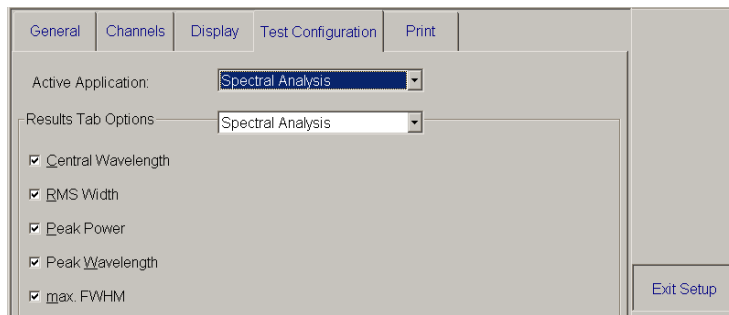 General Channels Display Test Configuration Print
Active Application: Spectral Analysis
Results Tab Options Spectral Analysis
Central Wavelength
RMS Width
Peak Power
Peak Wavelength
max. FWHM
Exit Setup